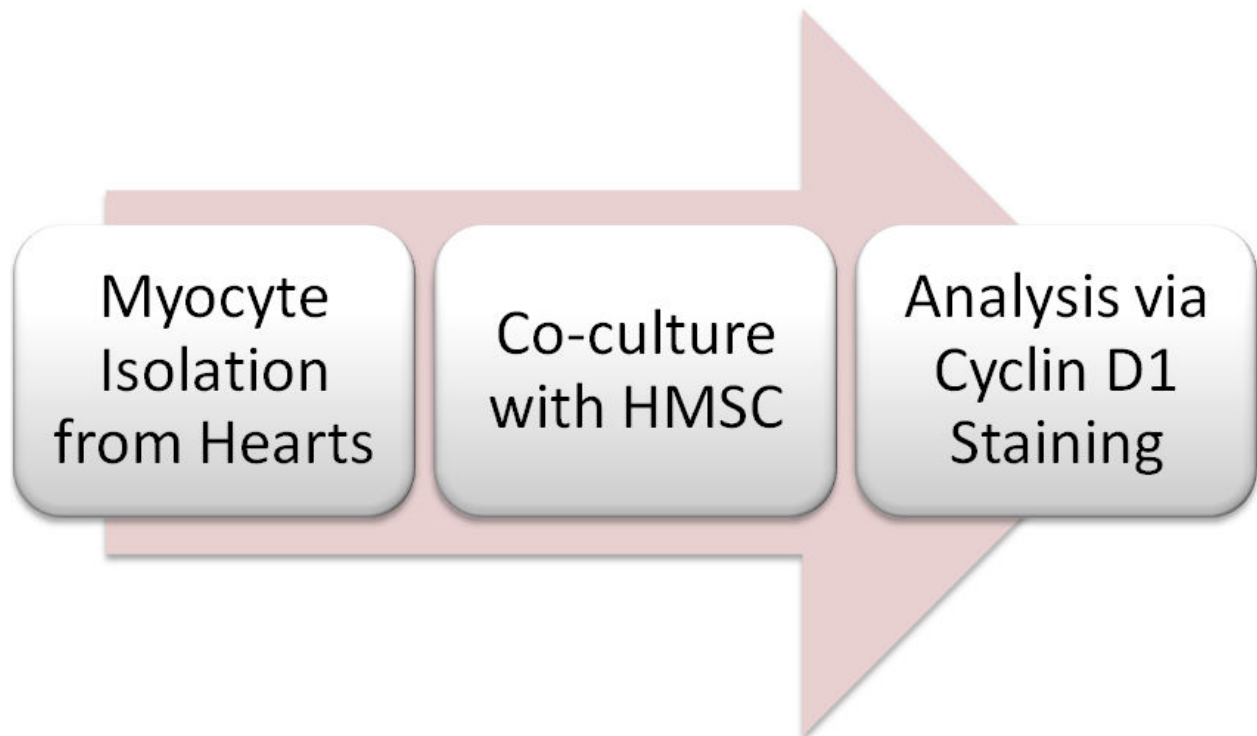 Myocyte
Isolation
from Hearts
Co-culture
with HMSC
Analysis via
Cyclin D1
Staining